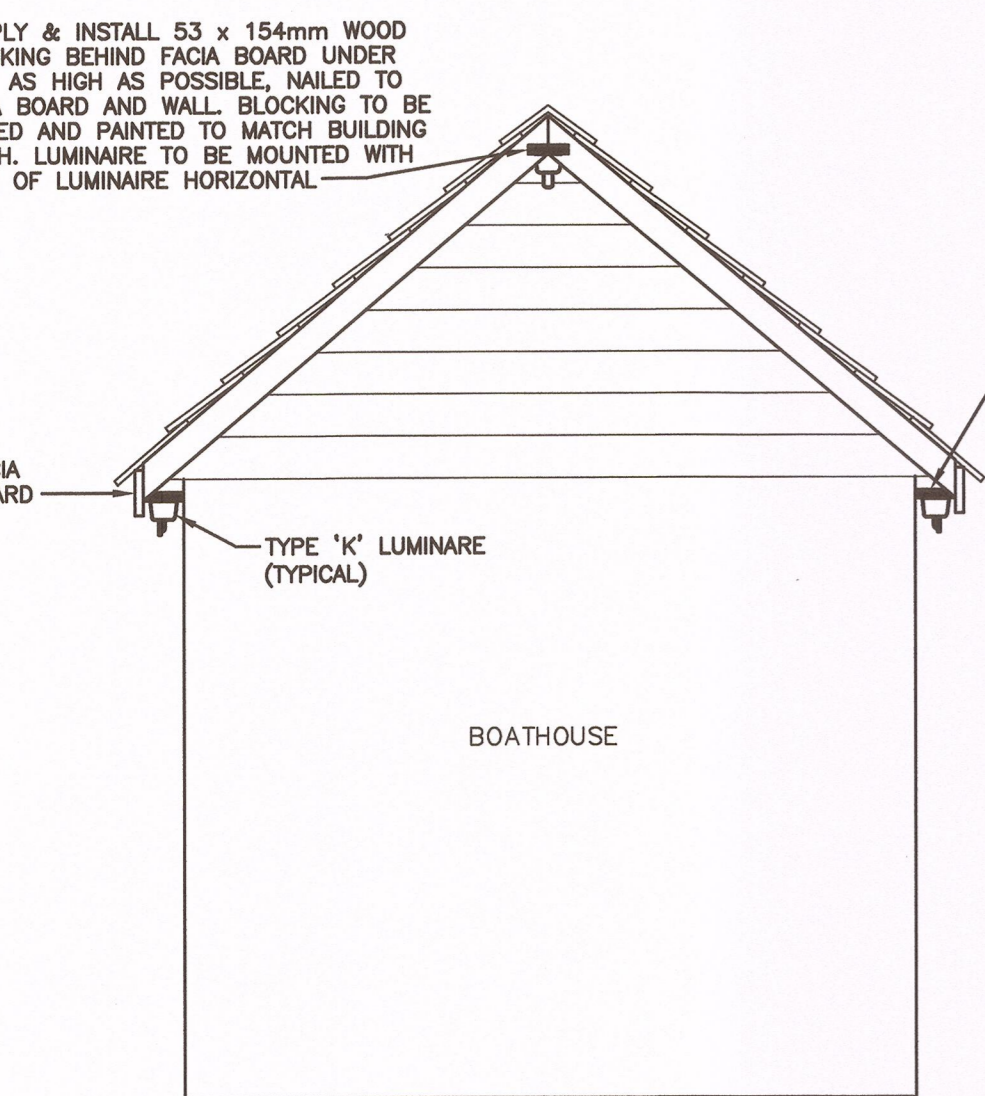 PLY & INSTALL 53 x 154mm WOOD
KING BEHIND FACIA BOARD UNDER
AS HIGH AS POSSIBLE, NAILED TO
A BOARD AND WALL. BLOCKING TO BE
ED AND PAINTED TO MATCH BUILDING
H. LUMINAIRE TO BE MOUNTED WITH
OF LUMINAIRE HORIZONTAL
IA
ARD
TYPE 'K' LUMINARE
(TYPICAL)
BOATHOUSE